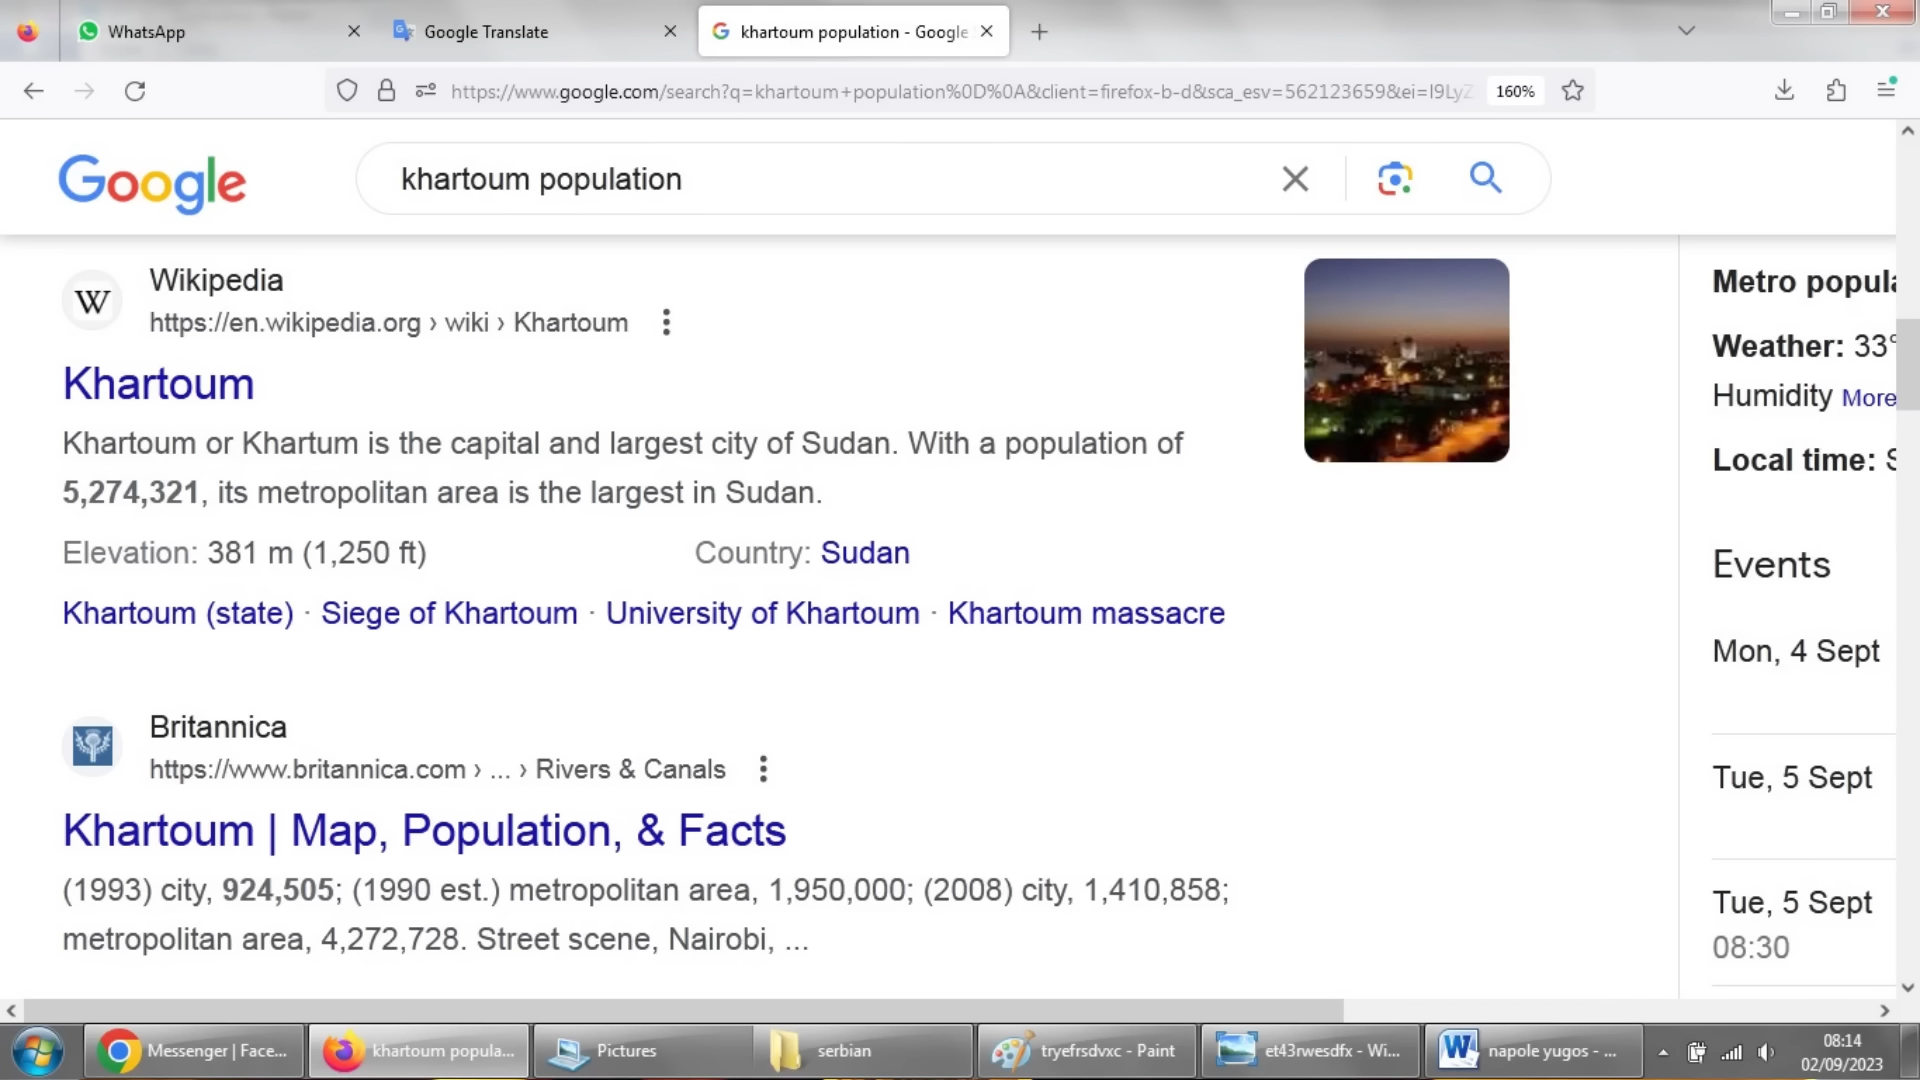 WhatsApp
Google Translate
khartoum population - Google
https://www.google.com/search?q=khartoum+population%0D%0A&client=firefox-b-d&sca_esv=562123659&ei=I9LyZ
160%
Google
khartoum population
Wikipedia
https://en.wikipedia.org › wiki › Khartoum
Khartoum
Khartoum or Khartum is the capital and largest city of Sudan. With a population of
5,274,321, its metropolitan area is the largest in Sudan.
Elevation: 381 m (1,250 ft) Country: Sudan
Khartoum (state) · Siege of Khartoum · University of Khartoum · Khartoum massacre
Britannica
https://www.britannica.com › ... › Rivers & Canals
Khartoum | Map, Population, & Facts
(1993) city, 924,505; (1990 est.) metropolitan area, 1,950,000; (2008) city, 1,410,858;
metropolitan area, 4,272,728. Street scene, Nairobi, ...
Metro popula
Weather: 33°
Humidity More
Local time: S
Events
Mon, 4 Sept
Tue, 5 Sept
Tue, 5 Sept
08:30
Messenger | Face...
khartoum popula...
Pictures
serbian
tryefrsdvxc - Paint
et43rwesdfx - Wi...
napole yugos - ...
08:14
02/09/2023